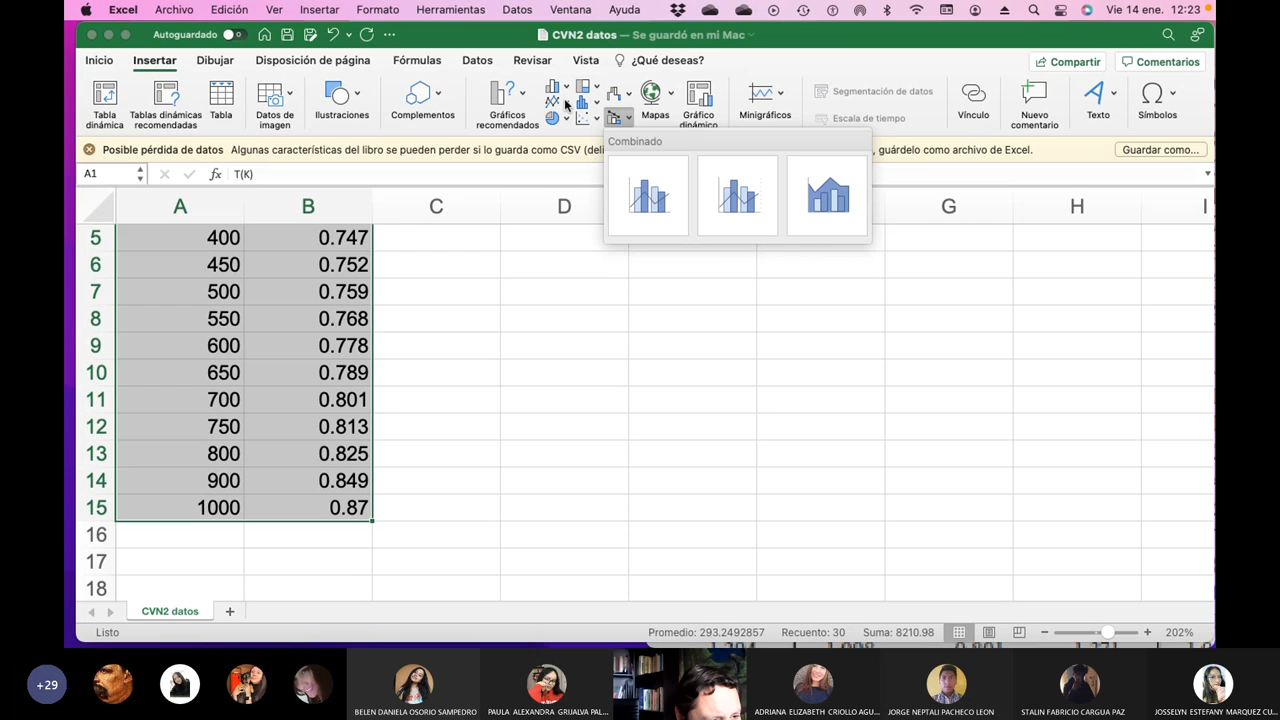 Excel Archivo Edición Ver Insertar Formato Herramientas Datos Ventana Ayuda Vie 14 ene. 12:23
Autoguardado CVN2 datos — Se guardó en mi Mac
Inicio Insertar Dibujar Disposición de página Fórmulas Datos Revisar Vista ¿Qué deseas? Compartir Comentarios
Tabla dinámica
Tablas dinámicas recomendadas
Tabla
Datos de imagen
Ilustraciones
Complementos
Gráficos recomendados
Mapas
Gráfico dinámico
Minigráficos
Segmentación de datos
Escala de tiempo
Vínculo
Nuevo comentario
Texto
Símbolos
Combinado
Posible pérdida de datos Algunas características del libro se pueden perder si lo guarda como CSV (deli , guárdelo como archivo de Excel. Guardar como...
A1 fx T(K)
A B C D G H I
5 400 0.747
6 450 0.752
7 500 0.759
8 550 0.768
9 600 0.778
10 650 0.789
11 700 0.801
12 750 0.813
13 800 0.825
14 900 0.849
15 1000 0.87
16
17
18
CVN2 datos +
Listo Promedio: 293.2492857 Recuento: 30 Suma: 8210.98 202%
+29 BELEN DANIELA OSORIO SAMPEDRO PAULA ALEXANDRA GRIJALVA PAL... ADRIANA ELIZABETH CRIOLLO AGU... JORGE NEPTALI PACHECO LEON STALIN FABRICIO CARGUA PAZ JOSSELYN ESTEFANY MARQUEZ CU...